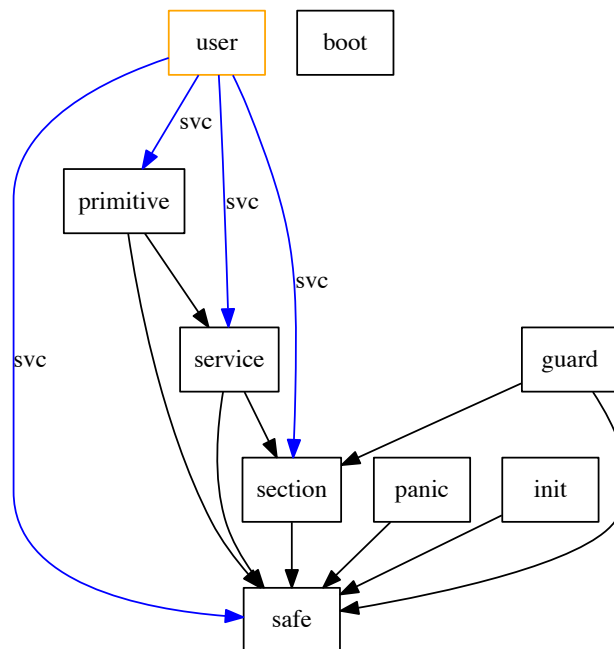 user
boot
svc
primitive
svc
svc
service
guard
svc
section
panic
init
safe